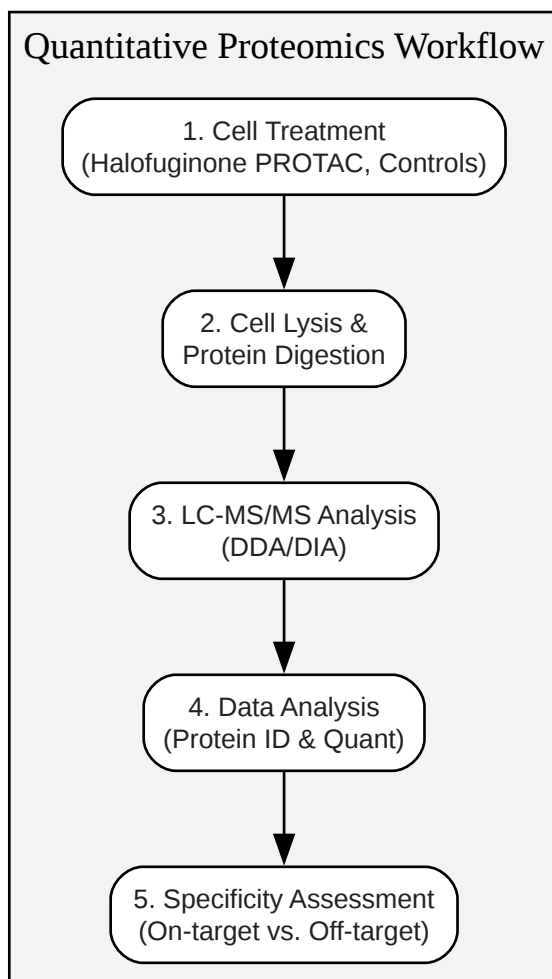 Quantitative Proteomics Workflow
1. Cell Treatment
(Halofuginone PROTAC, Controls)
2. Cell Lysis &
Protein Digestion
3. LC-MS/MS Analysis
(DDA/DIA)
4. Data Analysis
(Protein ID & Quant)
5. Specificity Assessment
(On-target vs. Off-target)